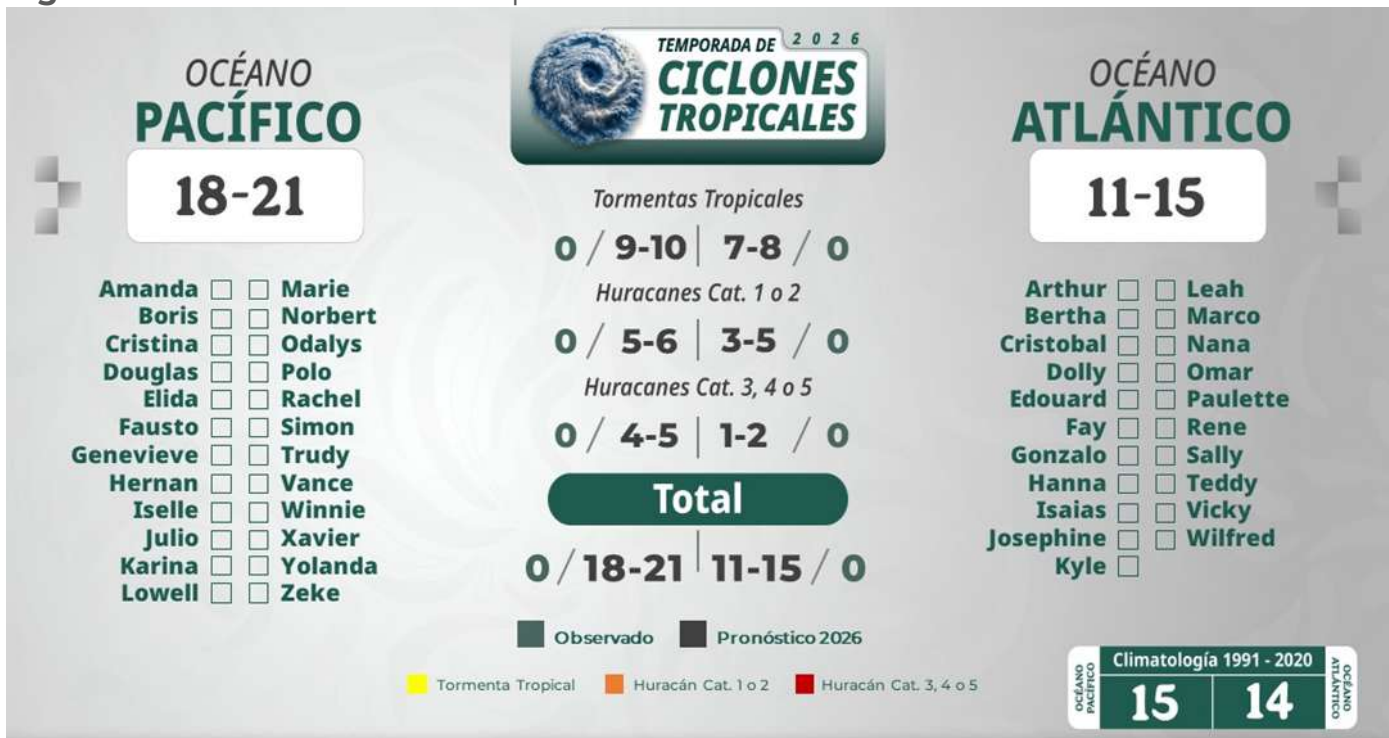 OCÉANO
PACÍFICO
18-21
Amanda Marie
Boris Norbert
Cristina Odalys
Douglas Polo
Elida Rachel
Fausto Simon
Genevieve Trudy
Hernan Vance
Iselle Winnie
Julio Xavier
Karina Yolanda
Lowell Zeke
TEMPORADA DE 2026
CICLONES
TROPICALES
Tormentas Tropicales
0 / 9-10 | 7-8 / 0
Huracanes Cat. 1 o 2
0 / 5-6 | 3-5 / 0
Huracanes Cat. 3, 4 o 5
0 / 4-5 | 1-2 / 0
Total
0 / 18-21 | 11-15 / 0
Observado Pronóstico 2026
Tormenta Tropical Huracán Cat. 1 o 2 Huracán Cat. 3, 4 o 5
OCÉANO
ATLÁNTICO
11-15
Arthur Leah
Bertha Marco
Cristobal Nana
Dolly Omar
Edouard Paulette
Fay Rene
Gonzalo Sally
Hanna Teddy
Isaias Vicky
Josephine Wilfred
Kyle
Climatología 1991 - 2020
OCÉANO
PACÍFICO
15 14
OCÉANO
ATLÁNTICO